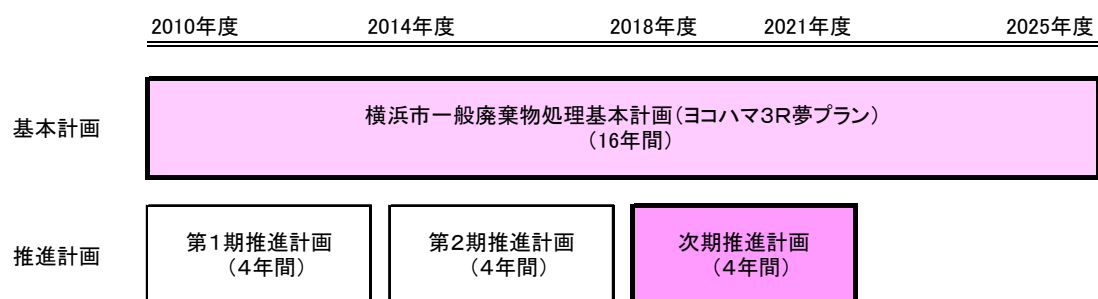 2010年度 2014年度 2018年度 2021年度 2025年度
基本計画
横浜市一般廃棄物処理基本計画（ヨコハマ3R夢プラン）
（16年間）
推進計画
第1期推進計画
（4年間）
第2期推進計画
（4年間）
次期推進計画
（4年間）